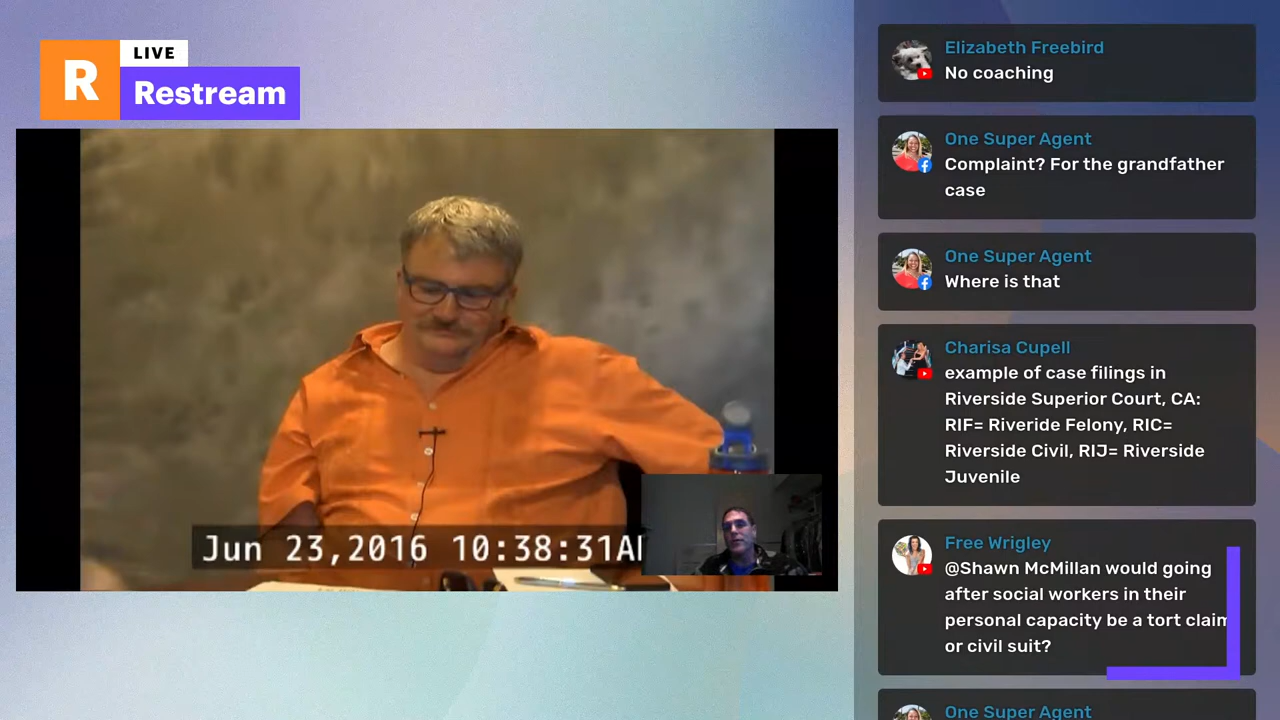 R
LIVE
Restream
Jun 23,2016 10:38:31A
Elizabeth Freebird
No coaching
One Super Agent
Complaint? For the grandfather
case
One Super Agent
Where is that
Charisa Cupell
example of case filings in
Riverside Superior Court, CA:
RIF= Riveride Felony, RIC=
Riverside Civil, RIJ= Riverside
Juvenile
Free Wrigley
@Shawn McMillan would going
after social workers in their
personal capacity be a tort claim
or civil suit?
One Super Agent